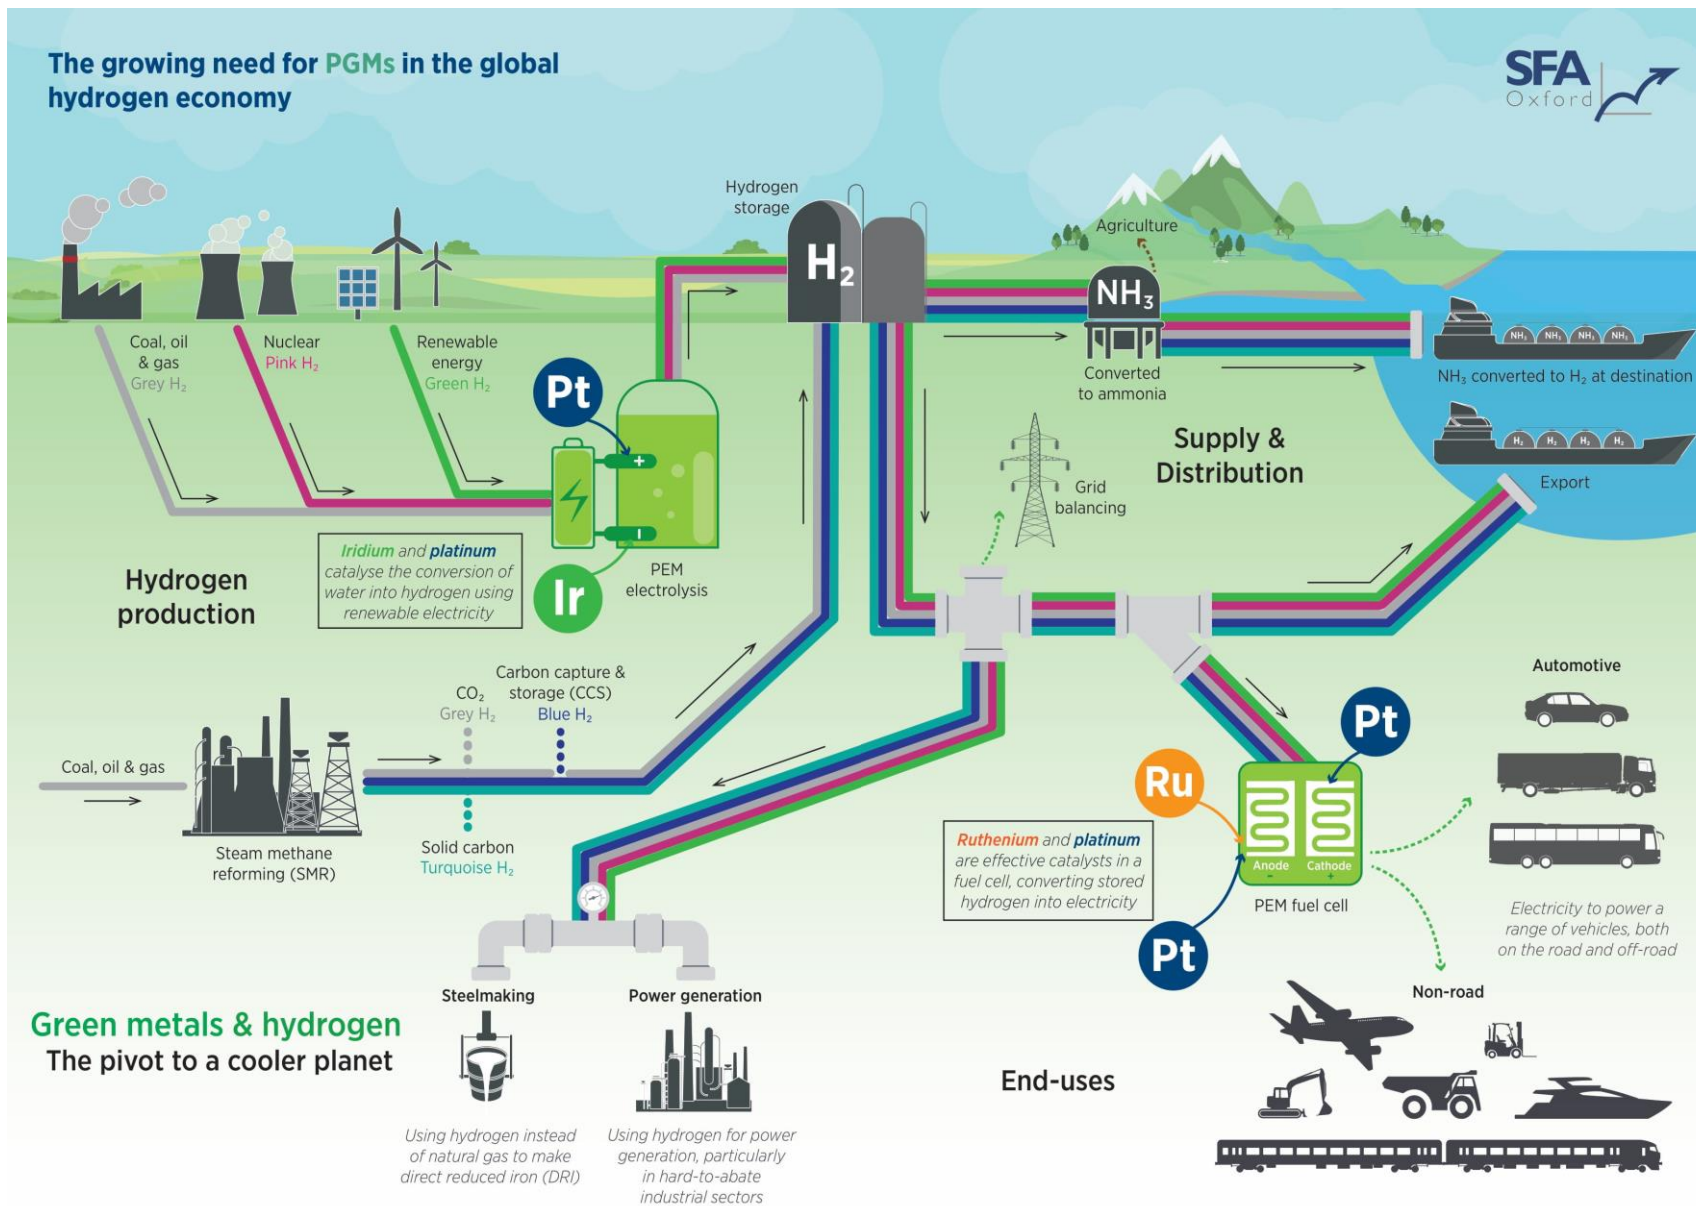 The growing need for PGMs in the global
hydrogen economy
SFA
Oxford
Hydrogen
storage
H₂
Agriculture
NH₃
Converted
to ammonia
NH₃ NH₃ NH₃ NH₃
NH₃ converted to H₂ at destination
H₂ H₂ H₂ H₂
Export
Coal, oil
& gas
Grey H₂
Nuclear
Pink H₂
Renewable
energy
Green H₂
Pt
+
-
Ir
PEM
electrolysis
Iridium and platinum
catalyse the conversion of
water into hydrogen using
renewable electricity
Hydrogen
production
Supply &
Distribution
Grid
balancing
Coal, oil & gas
Steam methane
reforming (SMR)
CO₂
Grey H₂
Carbon capture &
storage (CCS)
Blue H₂
Solid carbon
Turquoise H₂
Ru
Pt
Pt
Anode
-
Cathode
+
PEM fuel cell
Ruthenium and platinum
are effective catalysts in a
fuel cell, converting stored
hydrogen into electricity
Automotive
Electricity to power a
range of vehicles, both
on the road and off-road
Non-road
End-uses
Steelmaking
Using hydrogen instead
of natural gas to make
direct reduced iron (DRI)
Power generation
Using hydrogen for power
generation, particularly
in hard-to-abate
industrial sectors
Green metals & hydrogen
The pivot to a cooler planet